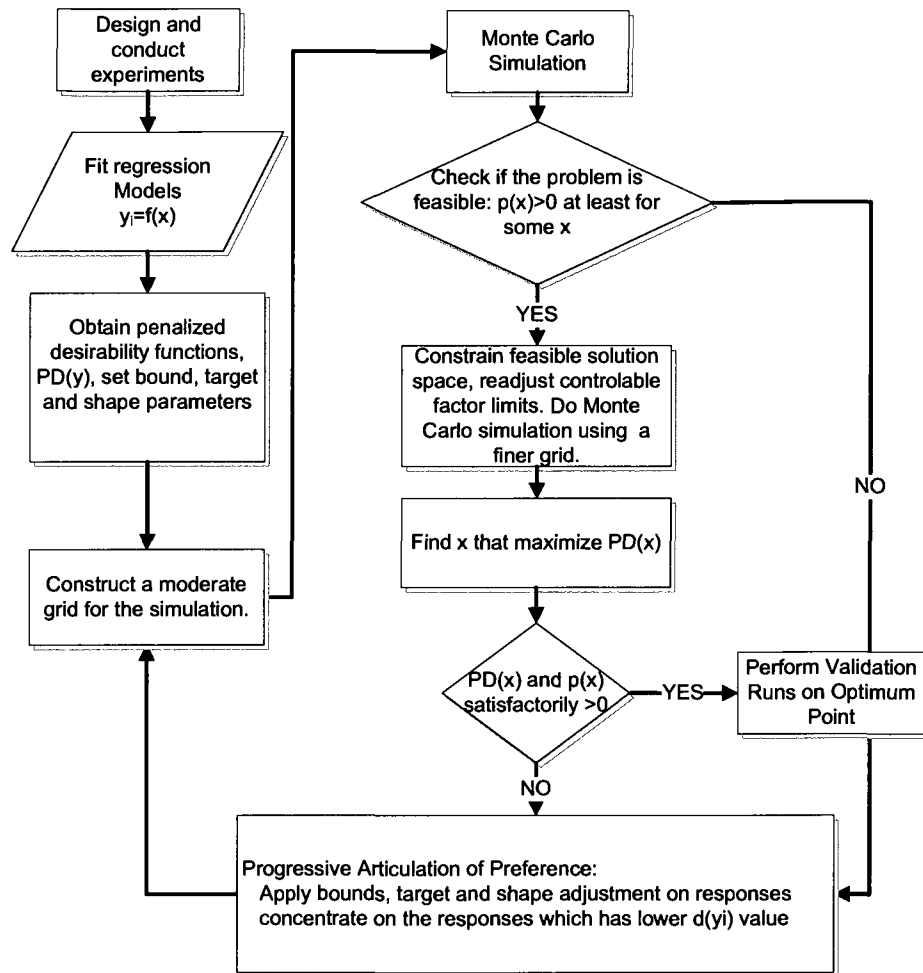 Design and
conduct
experiments
Fit regression
Models
yi=f(x)
Obtain penalized
desirability functions,
PD(y), set bound, target
and shape parameters
Construct a moderate
grid for the simulation.
Monte Carlo
Simulation
Check if the problem is
feasible: p(x)>0 at least for
some x
YES
Constrain feasible solution
space, readjust controlable
factor limits. Do Monte
Carlo simulation using a
finer grid.
NO
Find x that maximize PD(x)
PD(x) and p(x)
satisfactorily >0
YES
Perform Validation
Runs on Optimum
Point
NO
Progressive Articulation of Preference:
Apply bounds, target and shape adjustment on responses
concentrate on the responses which has lower d(yi) value